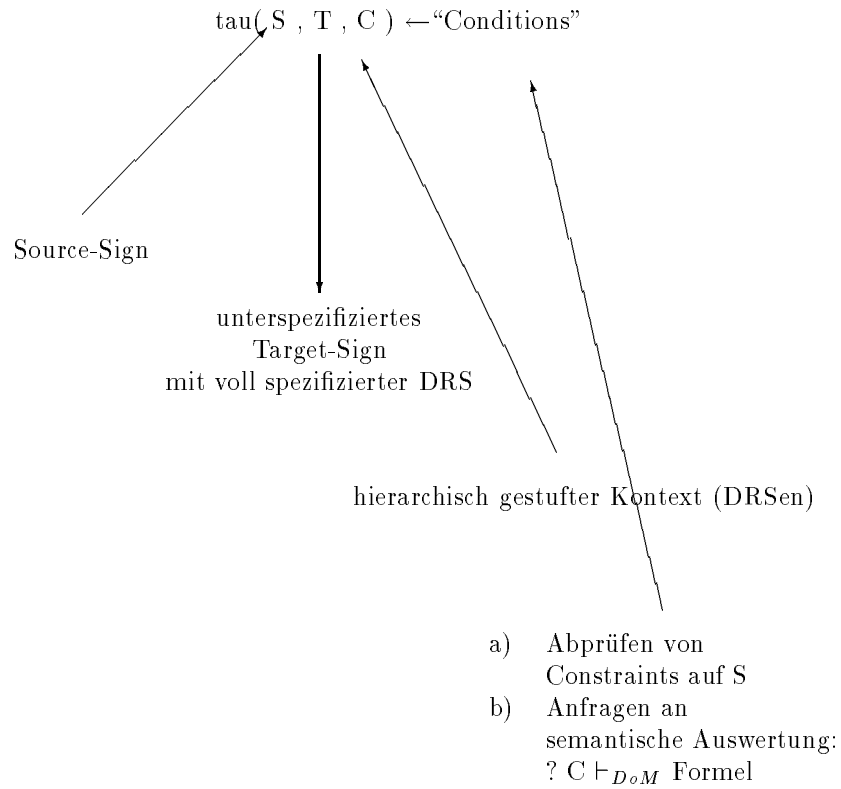 tau( S , T , C ) ←“Conditions”
Source-Sign
unterspezifiziertes
Target-Sign
mit voll spezifizierter DRS
hierarchisch gestufter Kontext (DRSen)
a) Abprüfen von
Constraints auf S
b) Anfragen an
semantische Auswertung:
? C ⊢DoM Formel